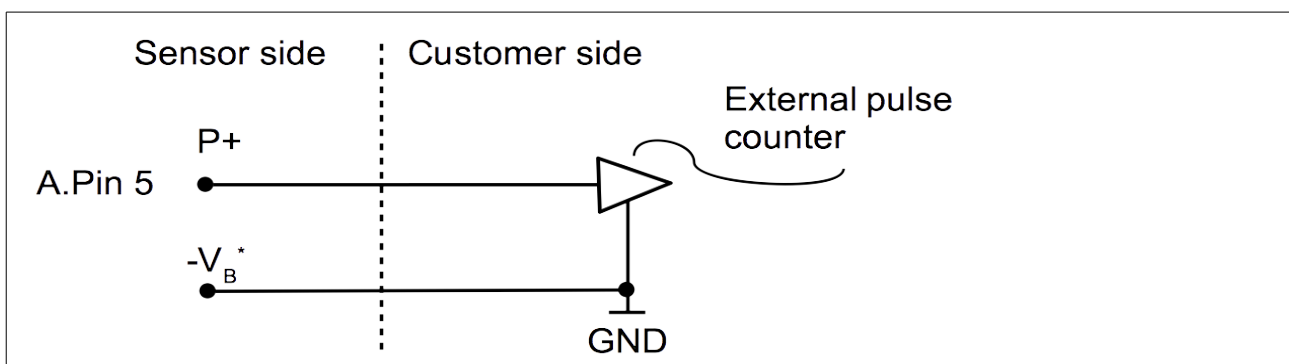 Sensor side
Customer side
External pulse
counter
P+
A.Pin 5
-VB*
GND